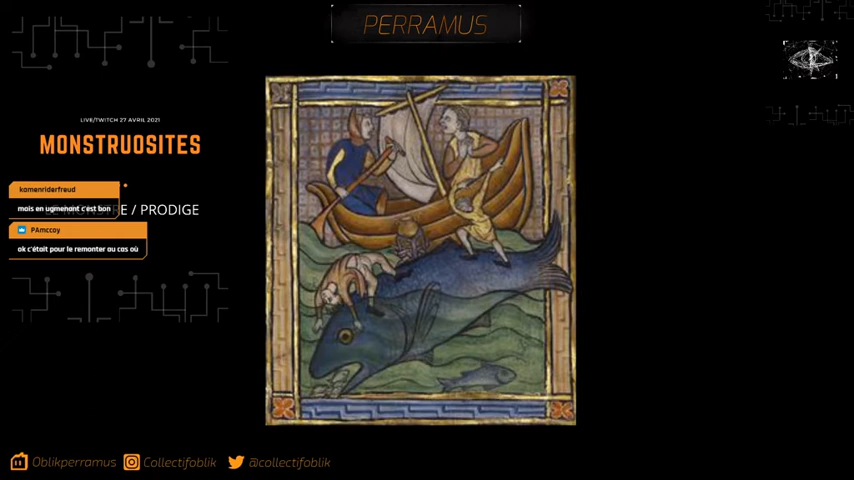 PERRAMUS
LIVE/TWITCH 27 AVRIL 2021
MONSTRUOSITES
kamenriderfreud
mais en ugmenant c'est bon
E / PRODIGE
PAmccoy
ok c'était pour le remonter au cas où
Oblikperramus
Collectifoblik
@collectifoblik